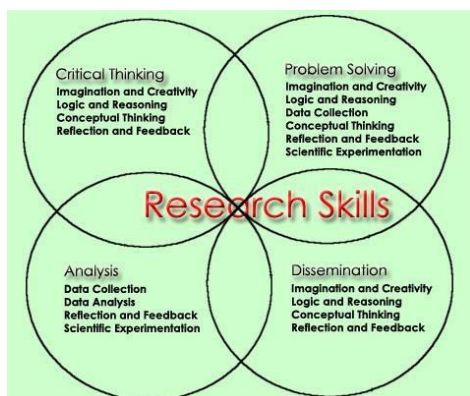 Critical Thinking
Imagination and Creativity
Logic and Reasoning
Conceptual Thinking
Reflection and Feedback
Problem Solving
Imagination and Creativity
Logic and Reasoning
Data Collection
Conceptual Thinking
Reflection and Feedback
Scientific Experimentation
Research Skills
Analysis
Data Collection
Data Analysis
Reflection and Feedback
Scientific Experimentation
Dissemination
Imagination and Creativity
Logic and Reasoning
Conceptual Thinking
Reflection and Feedback